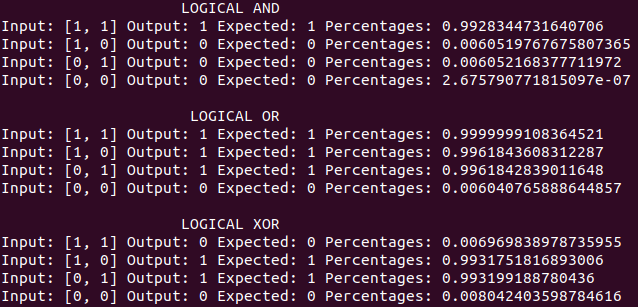 LOGICAL AND
Input: [1, 1] Output: 1 Expected: 1 Percentages: 0.9928344731640706
Input: [1, 0] Output: 0 Expected: 0 Percentages: 0.0060519767675807365
Input: [0, 1] Output: 0 Expected: 0 Percentages: 0.006052168377711972
Input: [0, 0] Output: 0 Expected: 0 Percentages: 2.675790771815097e-07
LOGICAL OR
Input: [1, 1] Output: 1 Expected: 1 Percentages: 0.9999999108364521
Input: [1, 0] Output: 1 Expected: 1 Percentages: 0.9961843608312287
Input: [0, 1] Output: 1 Expected: 1 Percentages: 0.9961842839011648
Input: [0, 0] Output: 0 Expected: 0 Percentages: 0.006040765888644857
LOGICAL XOR
Input: [1, 1] Output: 0 Expected: 0 Percentages: 0.006969838978735955
Input: [1, 0] Output: 1 Expected: 1 Percentages: 0.9931751816893006
Input: [0, 1] Output: 1 Expected: 1 Percentages: 0.993199188780436
Input: [0, 0] Output: 0 Expected: 0 Percentages: 0.008042403598784616